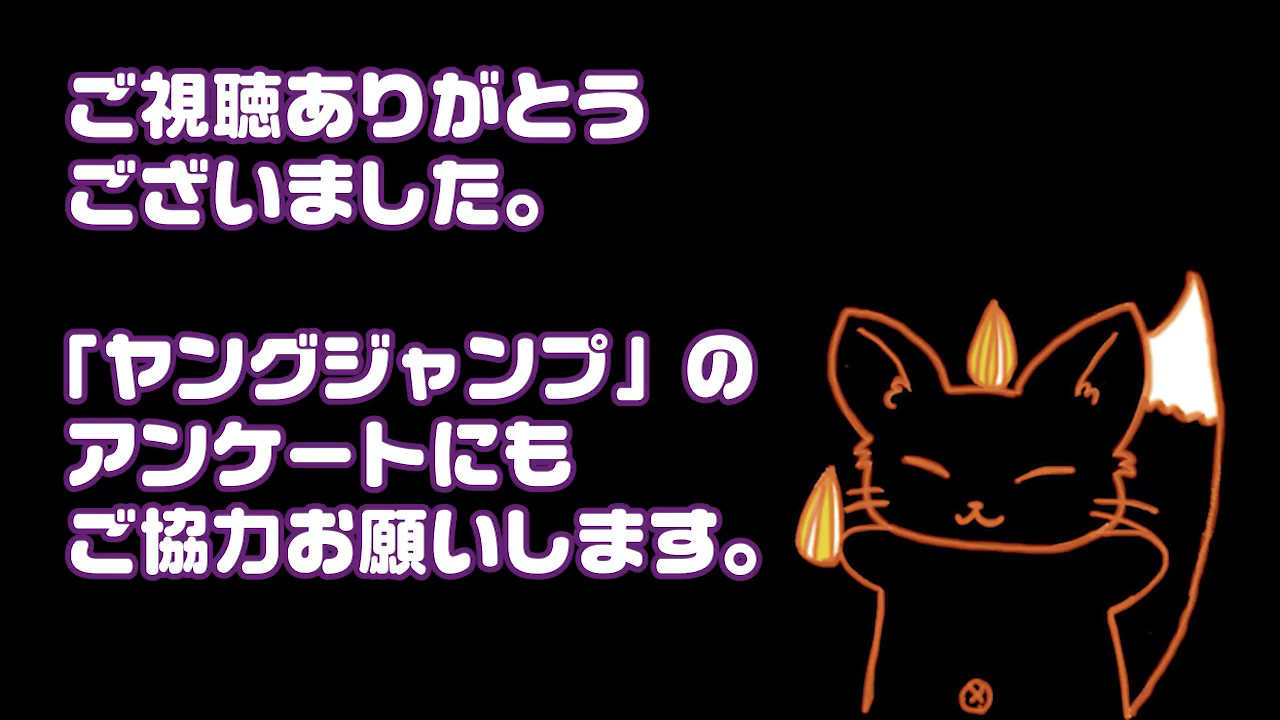 ご視聴ありがとう
ございました。
「ヤングジャンプ」の
アンケートにも
ご協力お願いします。